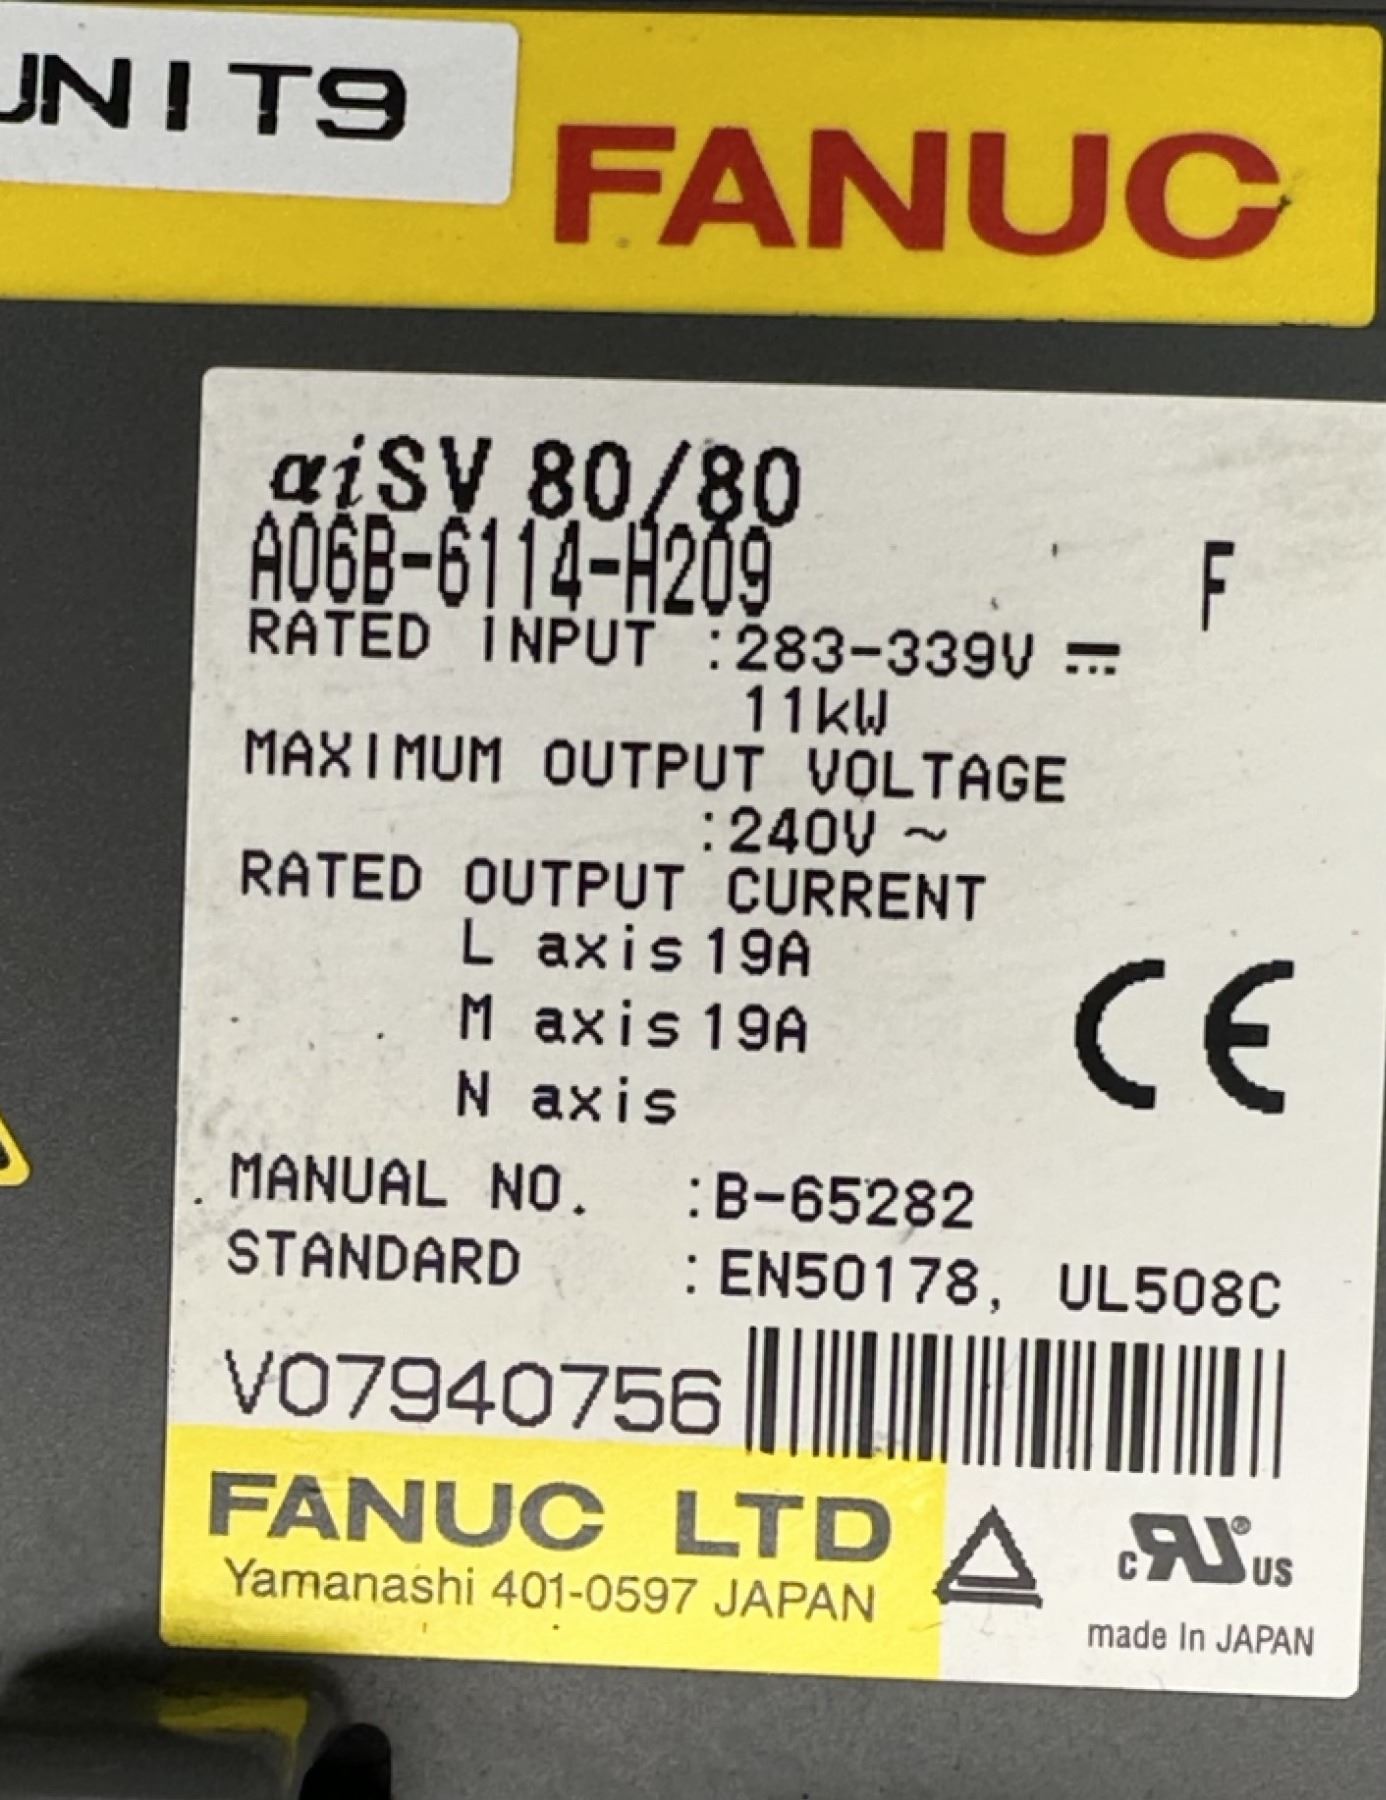 UNIT9
FANUC
αiSV 80/80
A06B-6114-H209
F
RATED INPUT :283-339V ⎓
11kW
MAXIMUM OUTPUT VOLTAGE
:240V ~
RATED OUTPUT CURRENT
L axis 19A
M axis 19A
N axis
CE
MANUAL NO. :B-65282
STANDARD :EN50178, UL508C
V07940756
FANUC LTD
Yamanashi 401-0597 JAPAN
c RU ® US
made In JAPAN